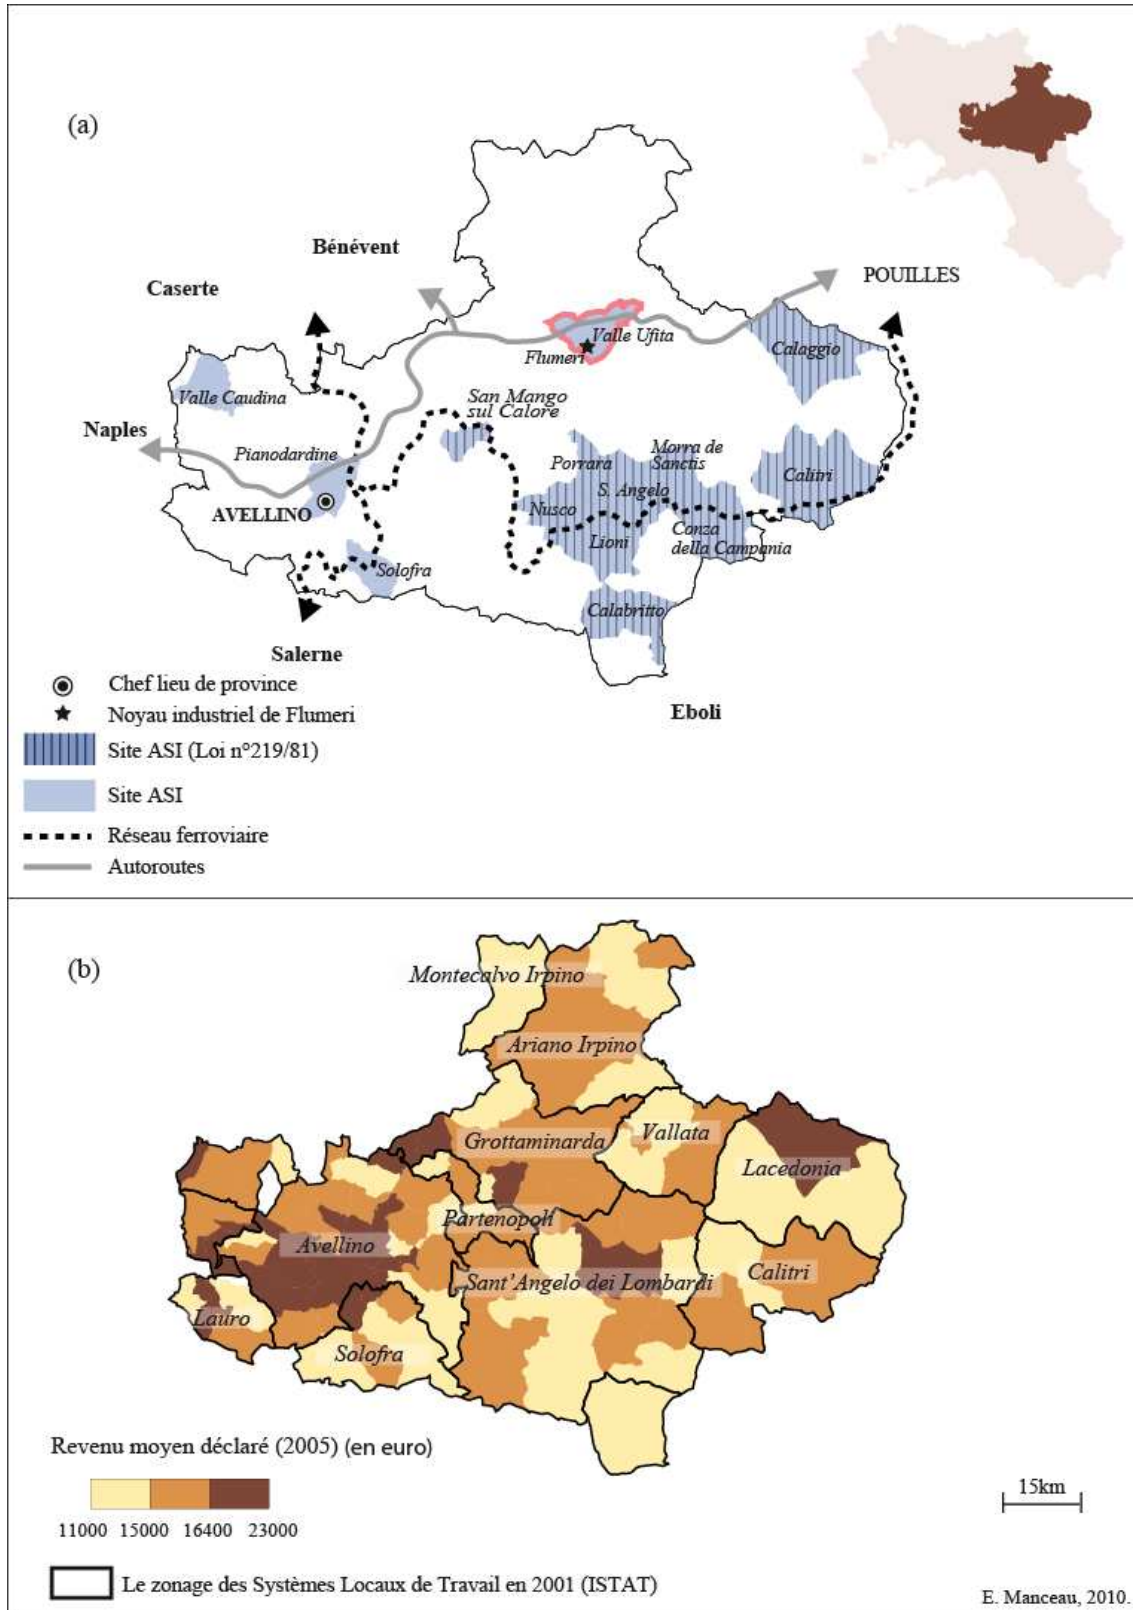 (a)
Bénévent
Caserte
POUILLES
Valle Ufita
Flumeri
Calaggio
Valle Caudina
San Mango
sul Calore
Naples
Pianodardine
Porrara
Morra de
Sanctis
Calitri
S. Angelo
Nusco
AVELLINO
Lioni
Conza
della Campania
Solofra
Calabritto
Salerne
Eboli
Chef lieu de province
Noyau industriel de Flumeri
Site ASI (Loi n°219/81)
Site ASI
Réseau ferroviaire
Autoroutes
(b)
Montecalvo Irpino
Ariano Irpino
Grottaminarda
Vallata
Lacedonia
Partenopoli
Avellino
Sant'Angelo dei Lombardi
Calitri
Lauro
Solofra
Revenu moyen déclaré (2005) (en euro)
11000 15000 16400 23000
15km
Le zonage des Systèmes Locaux de Travail en 2001 (ISTAT)
E. Manceau, 2010.